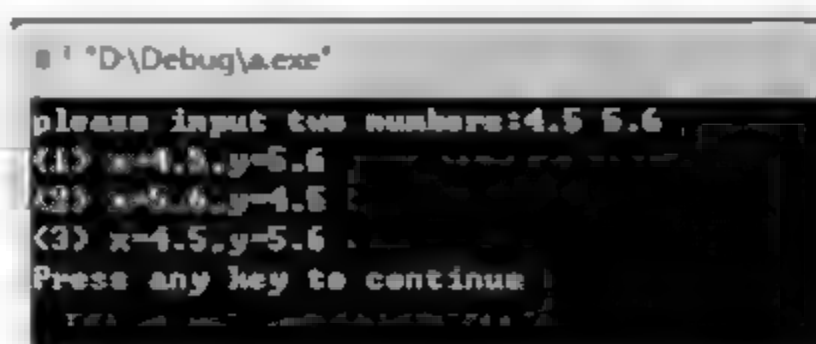 "D:\Debug\a.exe"
please input two numbers:4.5 5.6
(1) x=4.5,y=5.6
(2) x=5.6,y=4.5
(3) x=4.5,y=5.6
Press any key to continue